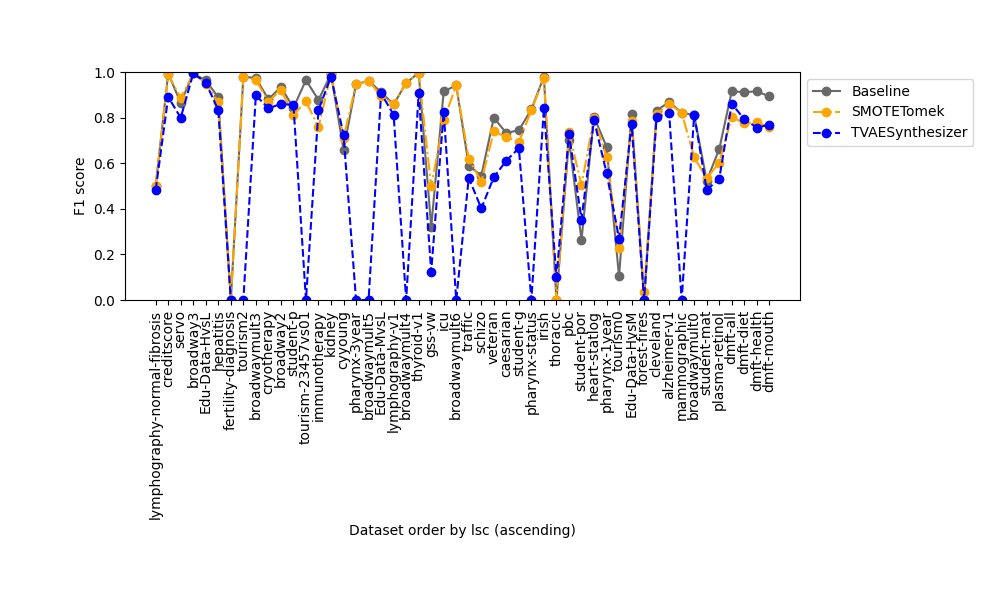 1.0
0.8
0.6
0.4
0.2
0.0
F1 score
Baseline
SMOTETomek
TVAESynthesizer
lymphography-normal-fibrosis
creditscore
servo
broadway3
Edu-Data-HvsL
hepatitis
fertility-diagnosis
tourism2
broadwaymult3
cryotherapy
broadway2
student-p
tourism-23457vs01
immunotherapy
kidney
cyyoung
pharynx-3year
broadwaymult5
Edu-Data-MvsL
lymphography-v1
broadwaymult4
thyroid-v1
gss-vw
icu
broadwaymult6
traffic
schizo
veteran
caesarian
student-g
pharynx-status
irish
thoracic
pbc
student-por
heart-statlog
pharynx-1year
tourism0
Edu-Data-HvsM
forest-fires
cleveland
alzheimer-v1
mammographic
broadwaymult0
student-mat
plasma-retinol
dmft-all
dmft-diet
dmft-health
dmft-mouth
Dataset order by lsc (ascending)